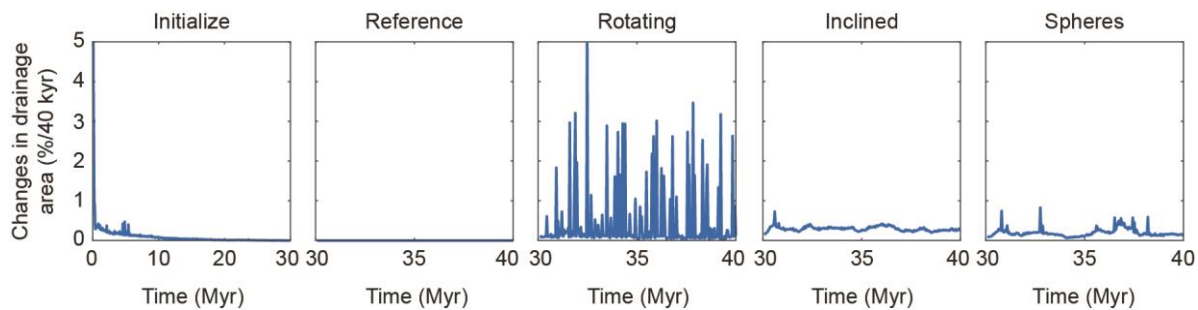 Initialize Reference Rotating Inclined Spheres
Changes in drainage
area (%/40 kyr)
5
4
3
2
1
0
0 10 20 30 30 35 40 30 35 40 30 35 40 30 35 40
Time (Myr) Time (Myr) Time (Myr) Time (Myr) Time (Myr)